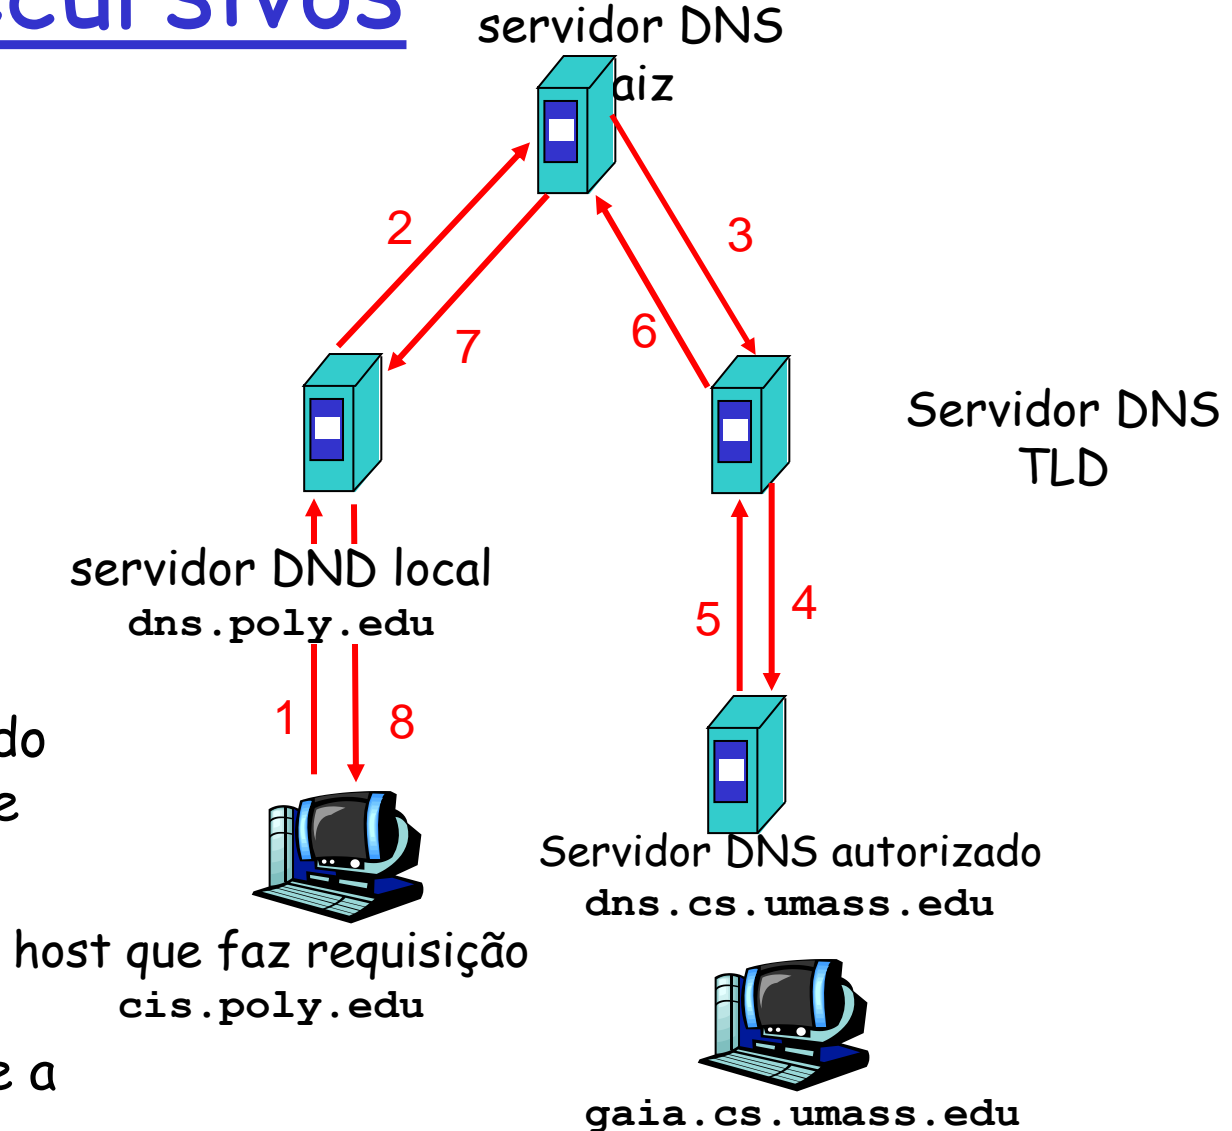 ecursivos
servidor DNS
aiz
2
3
7
6
Servidor DNS
TLD
servidor DND local
dns.poly.edu
5
4
1
8
do
e
Servidor DNS autorizado
dns.cs.umass.edu
host que faz requisição
cis.poly.edu
e a
gaia.cs.umass.edu